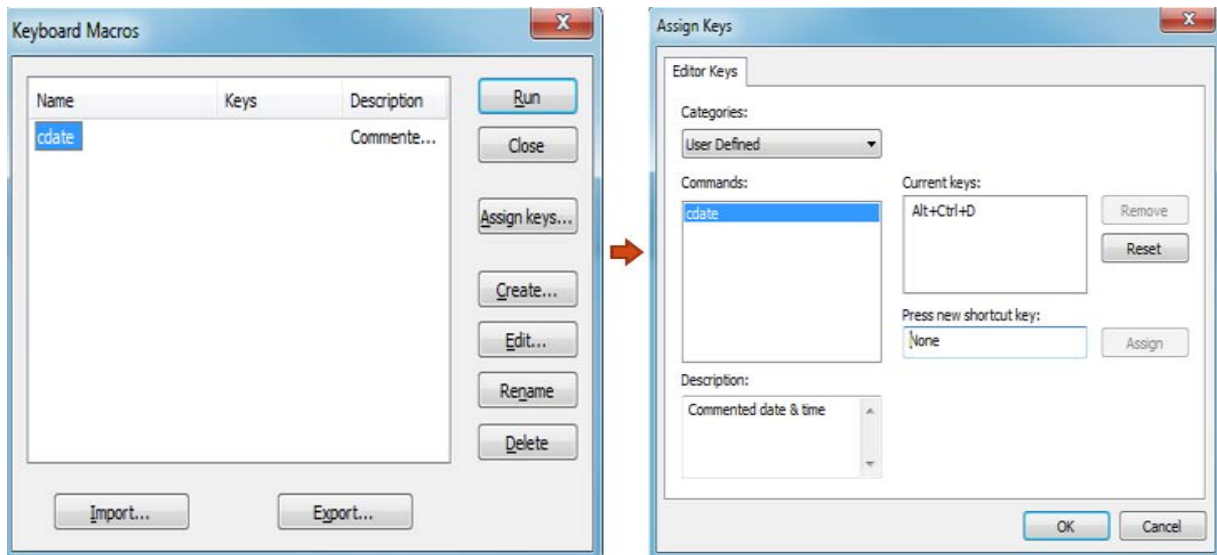 Keyboard Macros
Name Keys Description
cdate Commente...
Run
Close
Assign keys...
Create...
Edit...
Rename
Delete
Import... Export...
Assign Keys
Editor Keys
Categories:
User Defined
Commands:
cdate
Current keys:
Alt+Ctrl+D
Remove
Reset
Press new shortcut key:
None
Assign
Description:
Commented date & time
OK Cancel